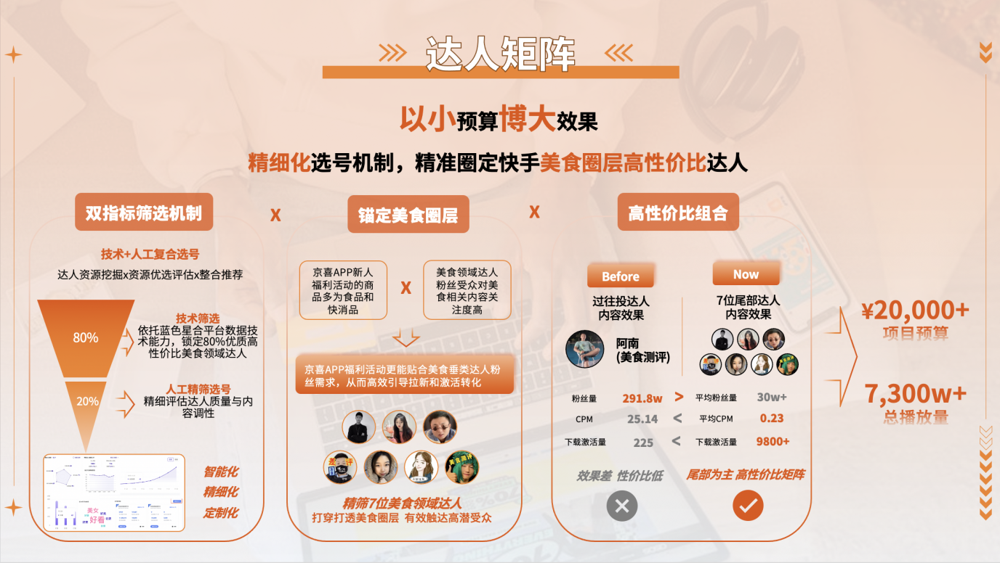 达人矩阵
以小预算博大效果
精细化选号机制，精准圈定快手美食圈层高性价比达人
双指标筛选机制
X
锚定美食圈层
X
高性价比组合
技术+人工复合选号
达人资源挖掘x资源优选评估x整合推荐
80%
技术筛选
依托蓝色星合平台数据技
术能力，锁定80%优质高
性价比美食领域达人
20%
人工精筛选号
精细评估达人质量与内
容调性
美女
好看
智能化
精细化
定制化
京喜APP新人
福利活动的商
品多为食品和
快消品
X
美食领域达人
粉丝受众对美
食相关内容关
注度高
京喜APP福利活动更能贴合美食垂类达人粉
丝需求，从而高效引导拉新和激活转化
差评
美食测评
精筛7位美食领域达人
打穿打透美食圈层 有效触达高潜受众
Before
过往投达人
内容效果
阿南
(美食测评)
Now
7位尾部达人
内容效果
差评
美食测评
粉丝量 291.8w > 平均粉丝量 30w+
CPM 25.14 < 平均CPM 0.23
下载激活量 225 < 下载激活量 9800+
效果差 性价比低
尾部为主 高性价比矩阵
¥20,000+
项目预算
7,300w+
总播放量